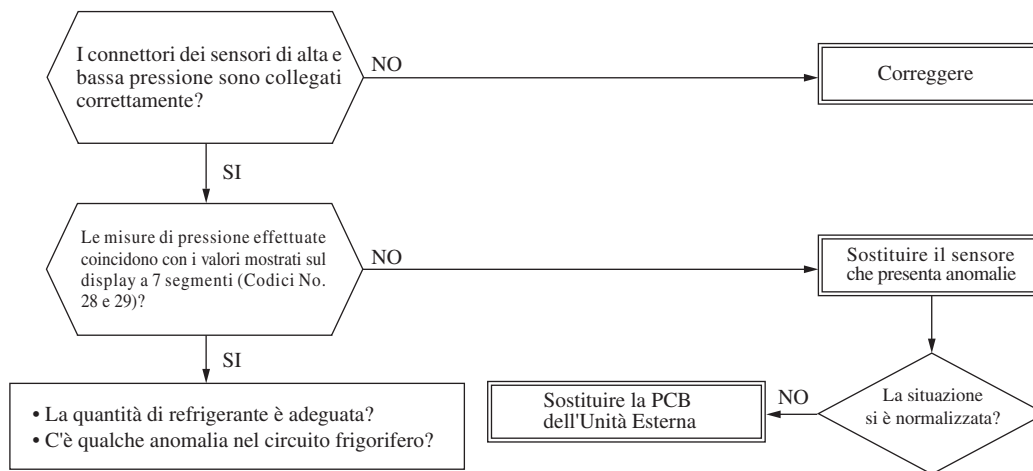 I connettori dei sensori di alta e
bassa pressione sono collegati
correttamente?
NO
Correggere
SI
Le misure di pressione effettuate
coincidono con i valori mostrati sul
display a 7 segmenti (Codici No.
28 e 29)?
NO
Sostituire il sensore
che presenta anomalie
SI
• La quantità di refrigerante è adeguata?
• C'è qualche anomalia nel circuito frigorifero?
Sostituire la PCB
dell'Unità Esterna
NO
La situazione
si è normalizzata?